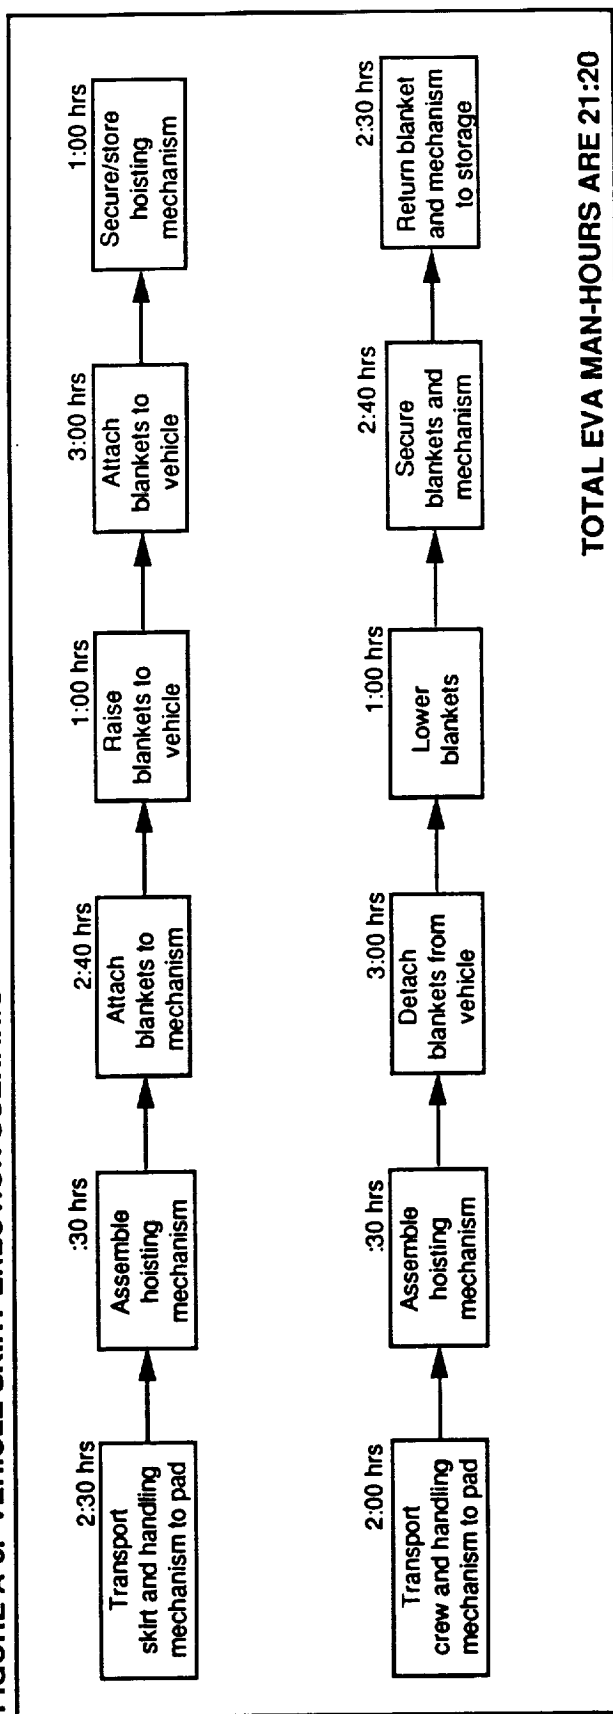 VEHICLE SKIRT ERECTION SCENARIO
2:30 hrs
Transport
skirt and handling
mechanism to pad
:30 hrs
Assemble
hoisting
mechanism
2:40 hrs
Attach
blankets to
mechanism
1:00 hrs
Raise
blankets to
vehicle
3:00 hrs
Attach
blankets to
vehicle
1:00 hrs
Secure/store
hoisting
mechanism
2:00 hrs
Transport
crew and handling
mechanism to pad
:30 hrs
Assemble
hoisting
mechanism
3:00 hrs
Detach
blankets from
vehicle
1:00 hrs
Lower
blankets
2:40 hrs
Secure
blankets and
mechanism
2:30 hrs
Return blanket
and mechanism
to storage
TOTAL EVA MAN-HOURS ARE 21:20